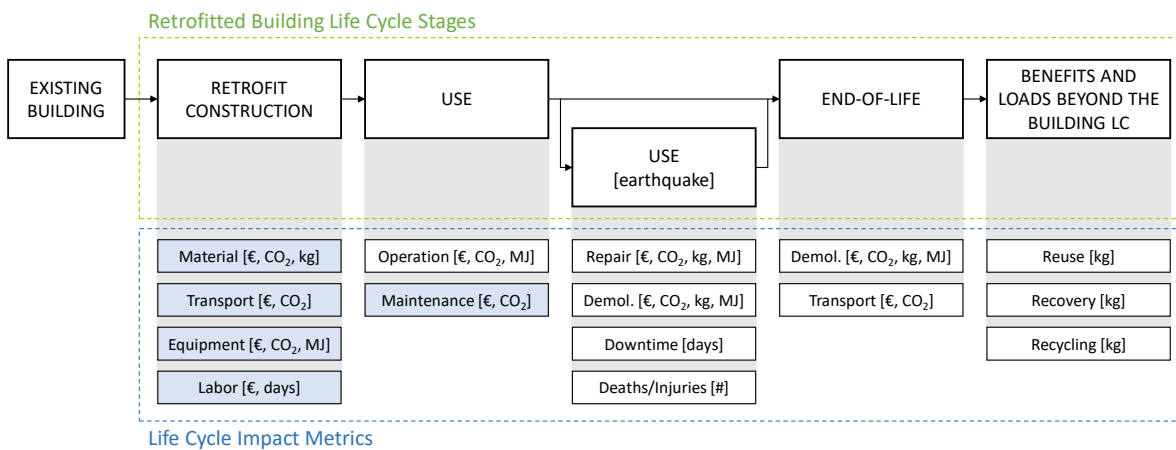 Retrofitted Building Life Cycle Stages
EXISTING
BUILDING
RETROFIT
CONSTRUCTION
USE
USE
[earthquake]
END-OF-LIFE
BENEFITS AND
LOADS BEYOND THE
BUILDING LC
Material [€, CO₂, kg]
Transport [€, CO₂]
Equipment [€, CO₂, MJ]
Labor [€, days]
Operation [€, CO₂, MJ]
Maintenance [€, CO₂]
Repair [€, CO₂, kg, MJ]
Demol. [€, CO₂, kg, MJ]
Downtime [days]
Deaths/Injuries [#]
Demol. [€, CO₂, kg, MJ]
Transport [€, CO₂]
Reuse [kg]
Recovery [kg]
Recycling [kg]
Life Cycle Impact Metrics